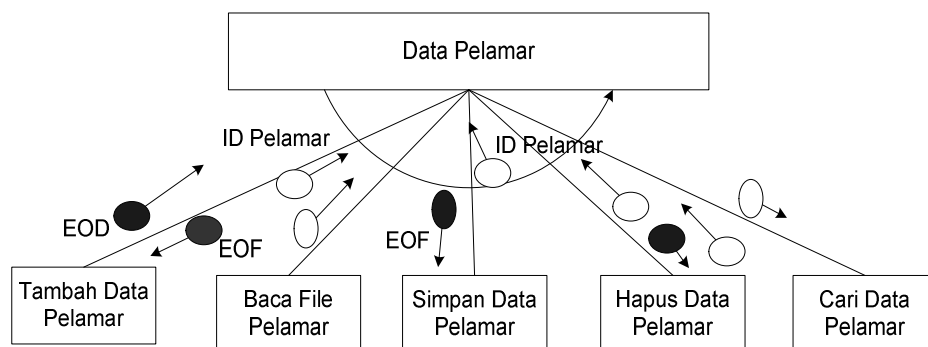 Data Pelamar
ID Pelamar
ID Pelamar
EOD
EOF
EOF
Tambah Data
Pelamar
Baca File
Pelamar
Simpan Data
Pelamar
Hapus Data
Pelamar
Cari Data
Pelamar